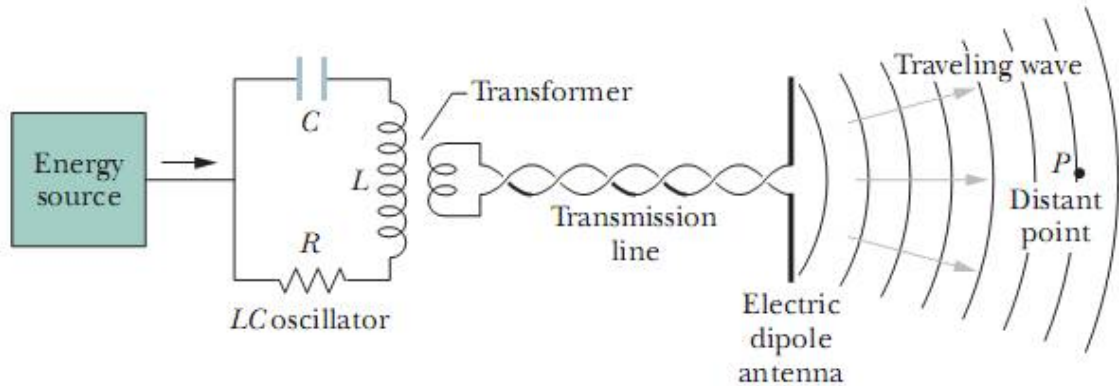 Energy
source
C
L
R
LC oscillator
Transformer
Transmission
line
Electric
dipole
antenna
Traveling wave
P
Distant
point